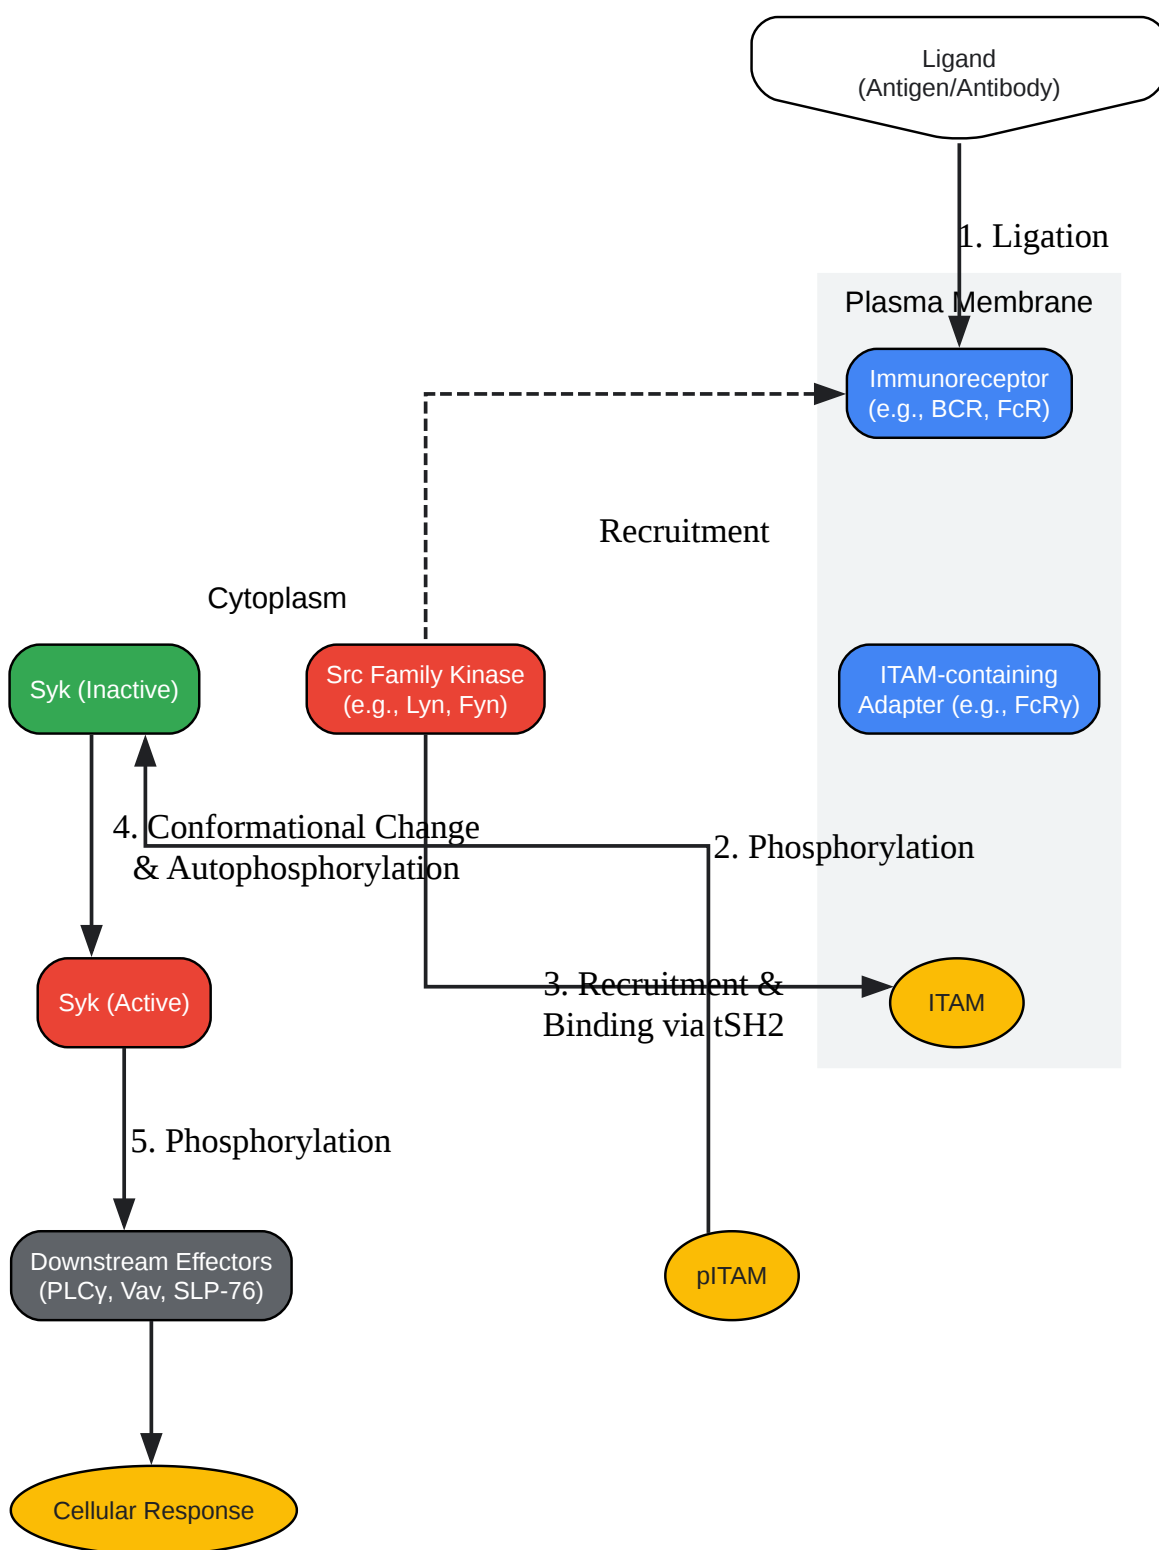 Ligand
(Antigen/Antibody)
1. Ligation
Plasma Membrane
Immunoreceptor
(e.g., BCR, FcR)
Recruitment
Cytoplasm
Syk (Inactive)
Src Family Kinase
(e.g., Lyn, Fyn)
ITAM-containing
Adapter (e.g., FcRγ)
4. Conformational Change
& Autophosphorylation
2. Phosphorylation
3. Recruitment &
Binding via tSH2
Syk (Active)
ITAM
5. Phosphorylation
Downstream Effectors
(PLCγ, Vav, SLP-76)
pITAM
Cellular Response